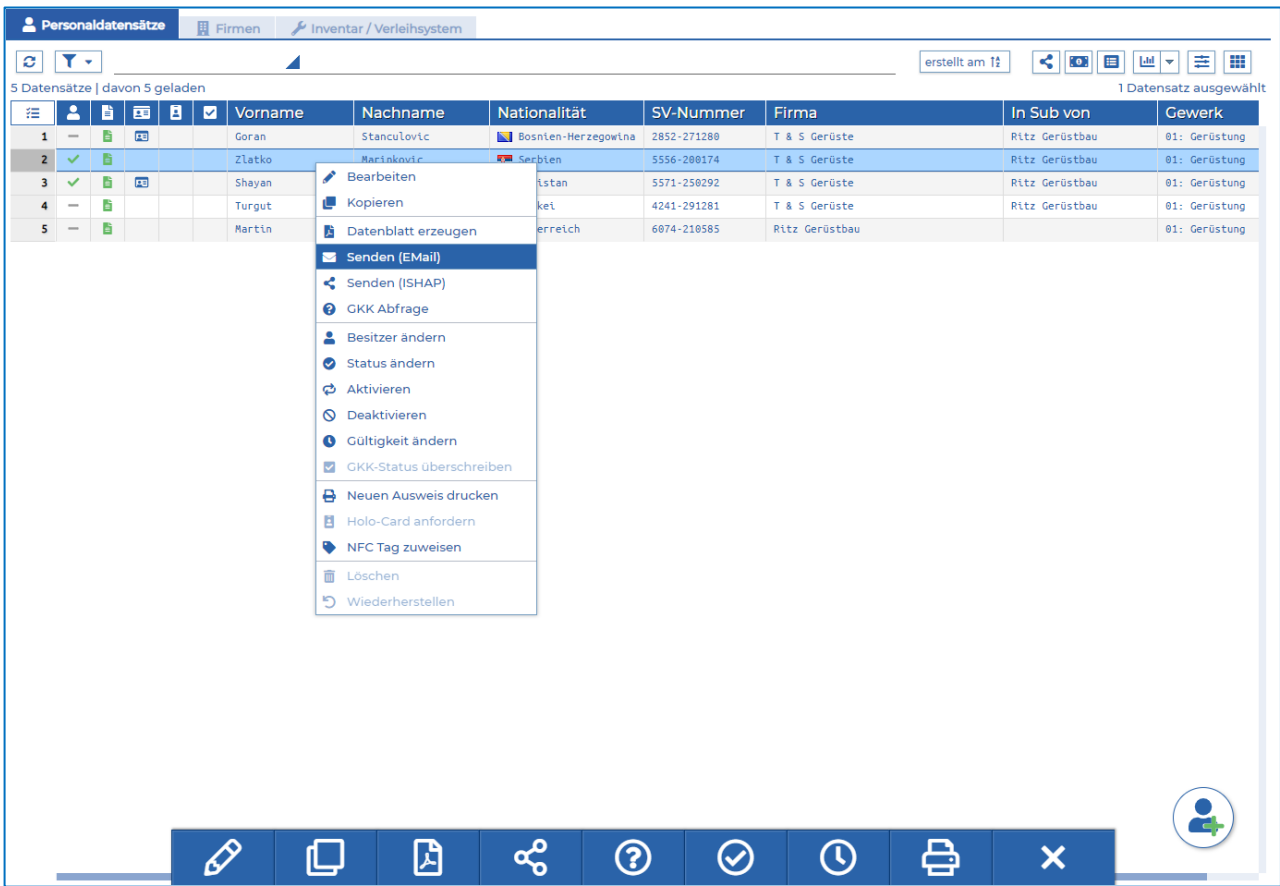 Personaldatensätze Firmen Inventar / Verleihsystem
erstellt am
5 Datensätze | davon 5 geladen 1 Datensatz ausgewählt
Vorname Nachname Nationalität SV-Nummer Firma In Sub von Gewerk
1 Goran Stanculovic Bosnien-Herzegowina 2852-271280 T & S Gerüste Ritz Gerüstbau 01: Gerüstung
2 Zlatko Marinkovic Serbien 5556-200174 T & S Gerüste Ritz Gerüstbau 01: Gerüstung
3 Shayan istan 5571-250292 T & S Gerüste Ritz Gerüstbau 01: Gerüstung
4 Turgut kei 4241-291281 T & S Gerüste Ritz Gerüstbau 01: Gerüstung
5 Martin erreich 6074-210585 Ritz Gerüstbau 01: Gerüstung
Bearbeiten
Kopieren
Datenblatt erzeugen
Senden (EMail)
Senden (ISHAP)
GKK Abfrage
Besitzer ändern
Status ändern
Aktivieren
Deaktivieren
Gültigkeit ändern
GKK-Status überschreiben
Neuen Ausweis drucken
Holo-Card anfordern
NFC Tag zuweisen
Löschen
Wiederherstellen